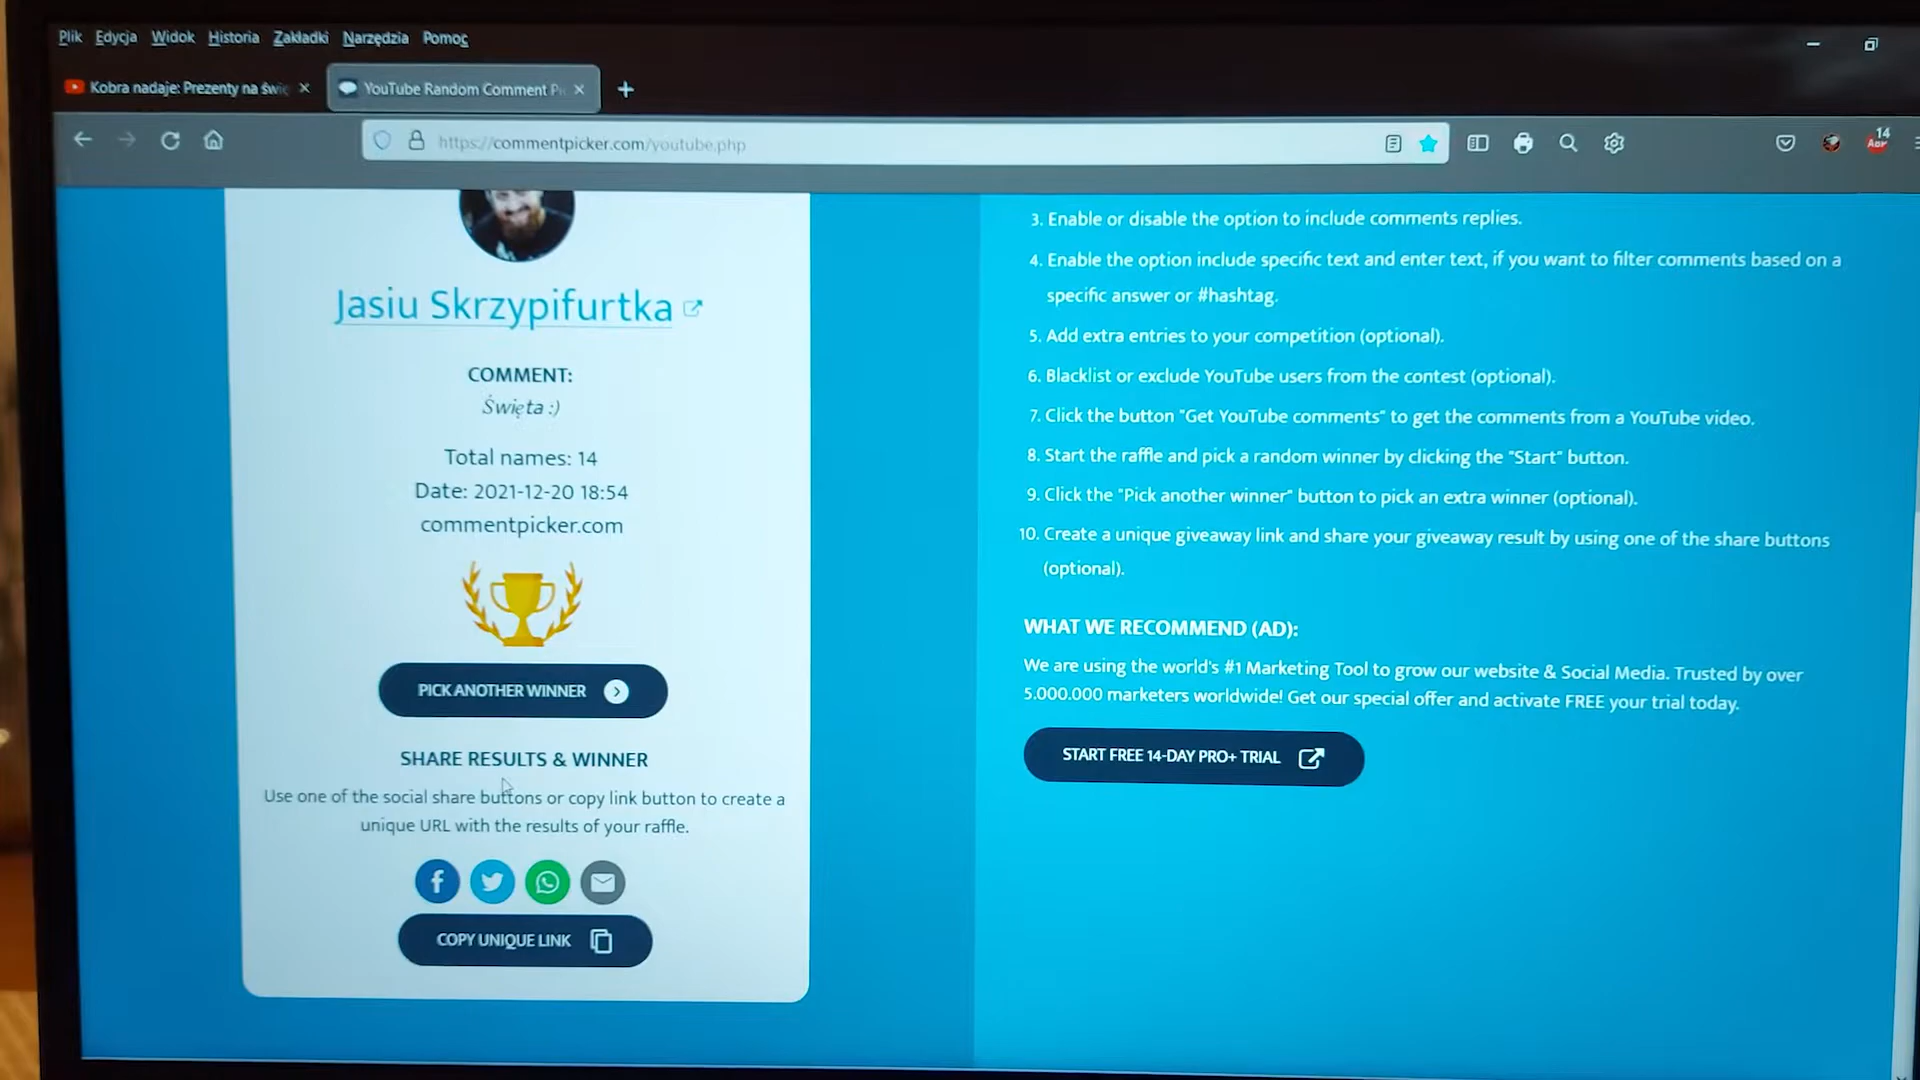 Plik Edycja Widok Historia Zakładki Narzędzia Pomoc
Kobra nadaje: Prezenty na świę
YouTube Random Comment Pi
https://commentpicker.com/youtube.php
14
ABP
Jasiu Skrzypifurtka
COMMENT:
Święta :)
Total names: 14
Date: 2021-12-20 18:54
commentpicker.com
PICK ANOTHER WINNER
SHARE RESULTS & WINNER
Use one of the social share buttons or copy link button to create a
unique URL with the results of your raffle.
COPY UNIQUE LINK
3. Enable or disable the option to include comments replies.
4. Enable the option include specific text and enter text, if you want to filter comments based on a
specific answer or #hashtag.
5. Add extra entries to your competition (optional).
6. Blacklist or exclude YouTube users from the contest (optional).
7. Click the button "Get YouTube comments" to get the comments from a YouTube video.
8. Start the raffle and pick a random winner by clicking the "Start" button.
9. Click the "Pick another winner" button to pick an extra winner (optional).
10. Create a unique giveaway link and share your giveaway result by using one of the share buttons
(optional).
WHAT WE RECOMMEND (AD):
We are using the world's #1 Marketing Tool to grow our website & Social Media. Trusted by over
5.000.000 marketers worldwide! Get our special offer and activate FREE your trial today.
START FREE 14-DAY PRO+ TRIAL